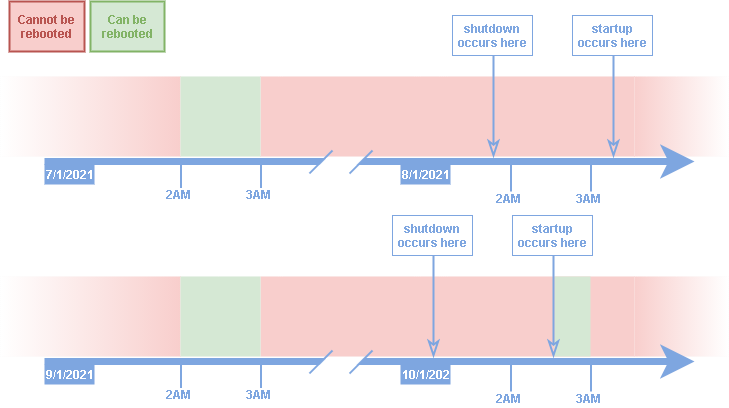 Cannot be
rebooted
Can be
rebooted
shutdown
occurs here
startup
occurs here
7/1/2021
8/1/2021
2AM
3AM
2AM
3AM
shutdown
occurs here
startup
occurs here
9/1/2021
10/1/202
2AM
3AM
2AM
3AM